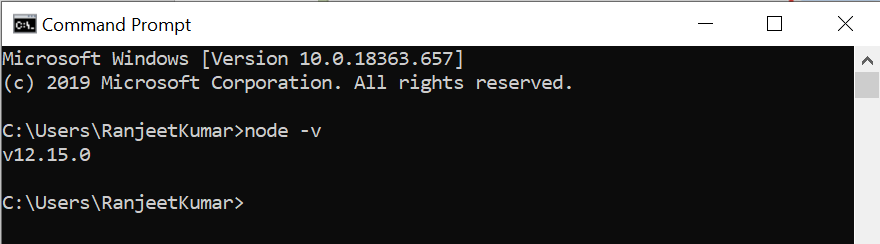 Command Prompt
Microsoft Windows [Version 10.0.18363.657]
(c) 2019 Microsoft Corporation. All rights reserved.
C:\Users\RanjeetKumar>node -v
v12.15.0
C:\Users\RanjeetKumar>